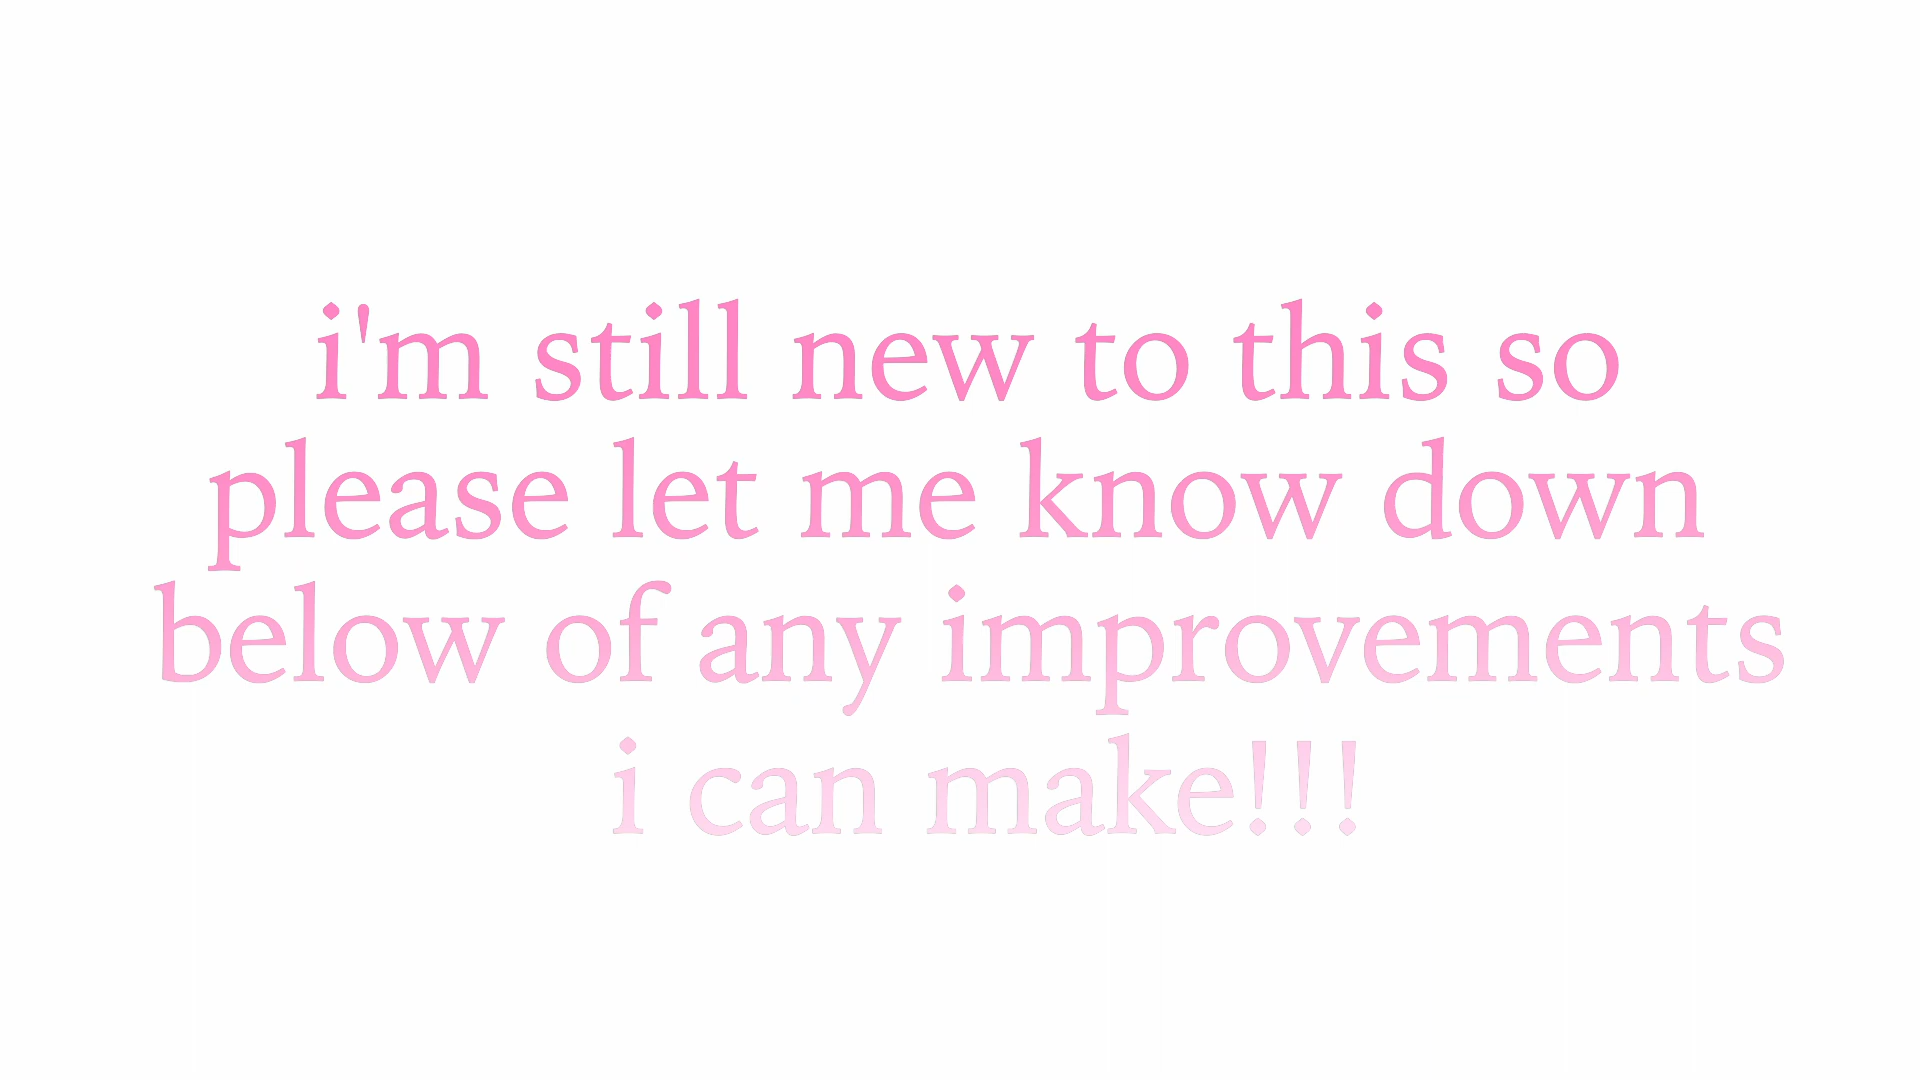 i'm still new to this so
please let me know down
below of any improvements
i can make!!!